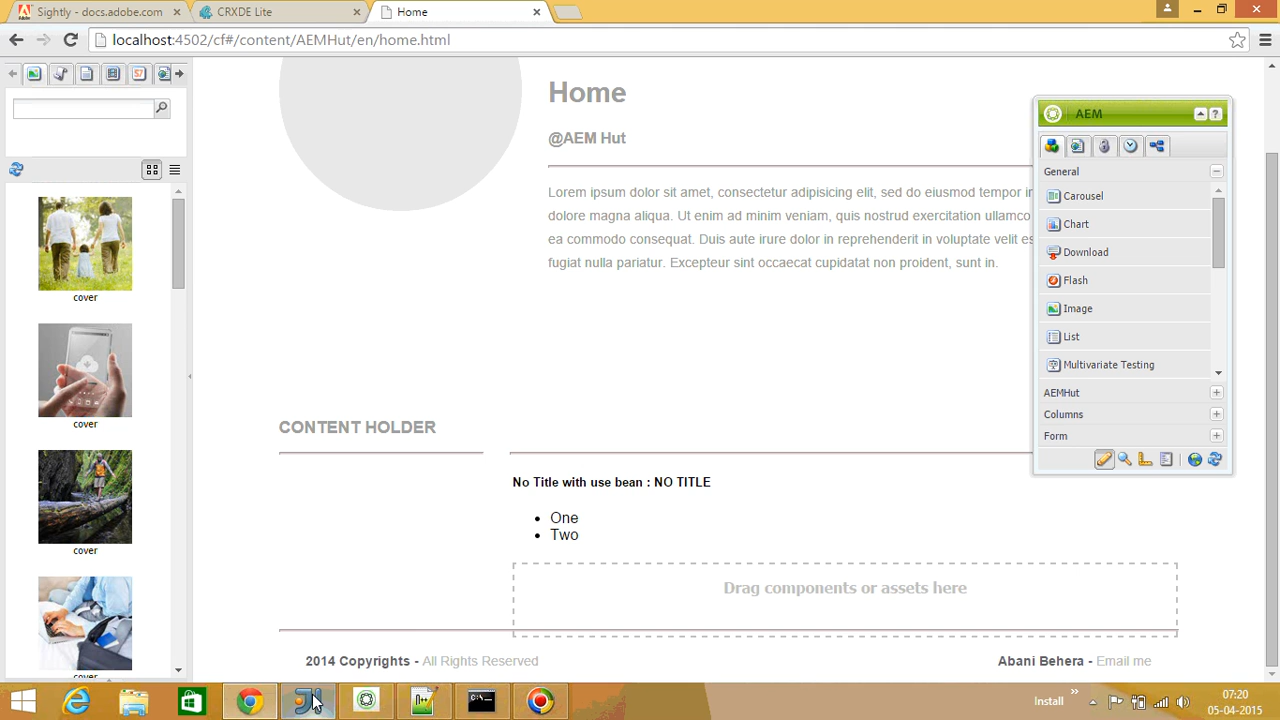 Sightly - docs.adobe.com
CRXDE Lite
Home
localhost:4502/cf#/content/AEMHut/en/home.html
Home
@AEM Hut
Lorem ipsum dolor sit amet, consectetur adipisicing elit, sed do eiusmod tempor in
dolore magna aliqua. Ut enim ad minim veniam, quis nostrud exercitation ullamco
ea commodo consequat. Duis aute irure dolor in reprehenderit in voluptate velit es
fugiat nulla pariatur. Excepteur sint occaecat cupidatat non proident, sunt in.
cover
cover
cover
AEM
?
General
Carousel
Chart
Download
Flash
Image
List
Multivariate Testing
AEMHut
Columns
Form
CONTENT HOLDER
No Title with use bean : NO TITLE
One
Two
Drag components or assets here
2014 Copyrights - All Rights Reserved
Abani Behera - Email me
Install
07:20
05-04-2015